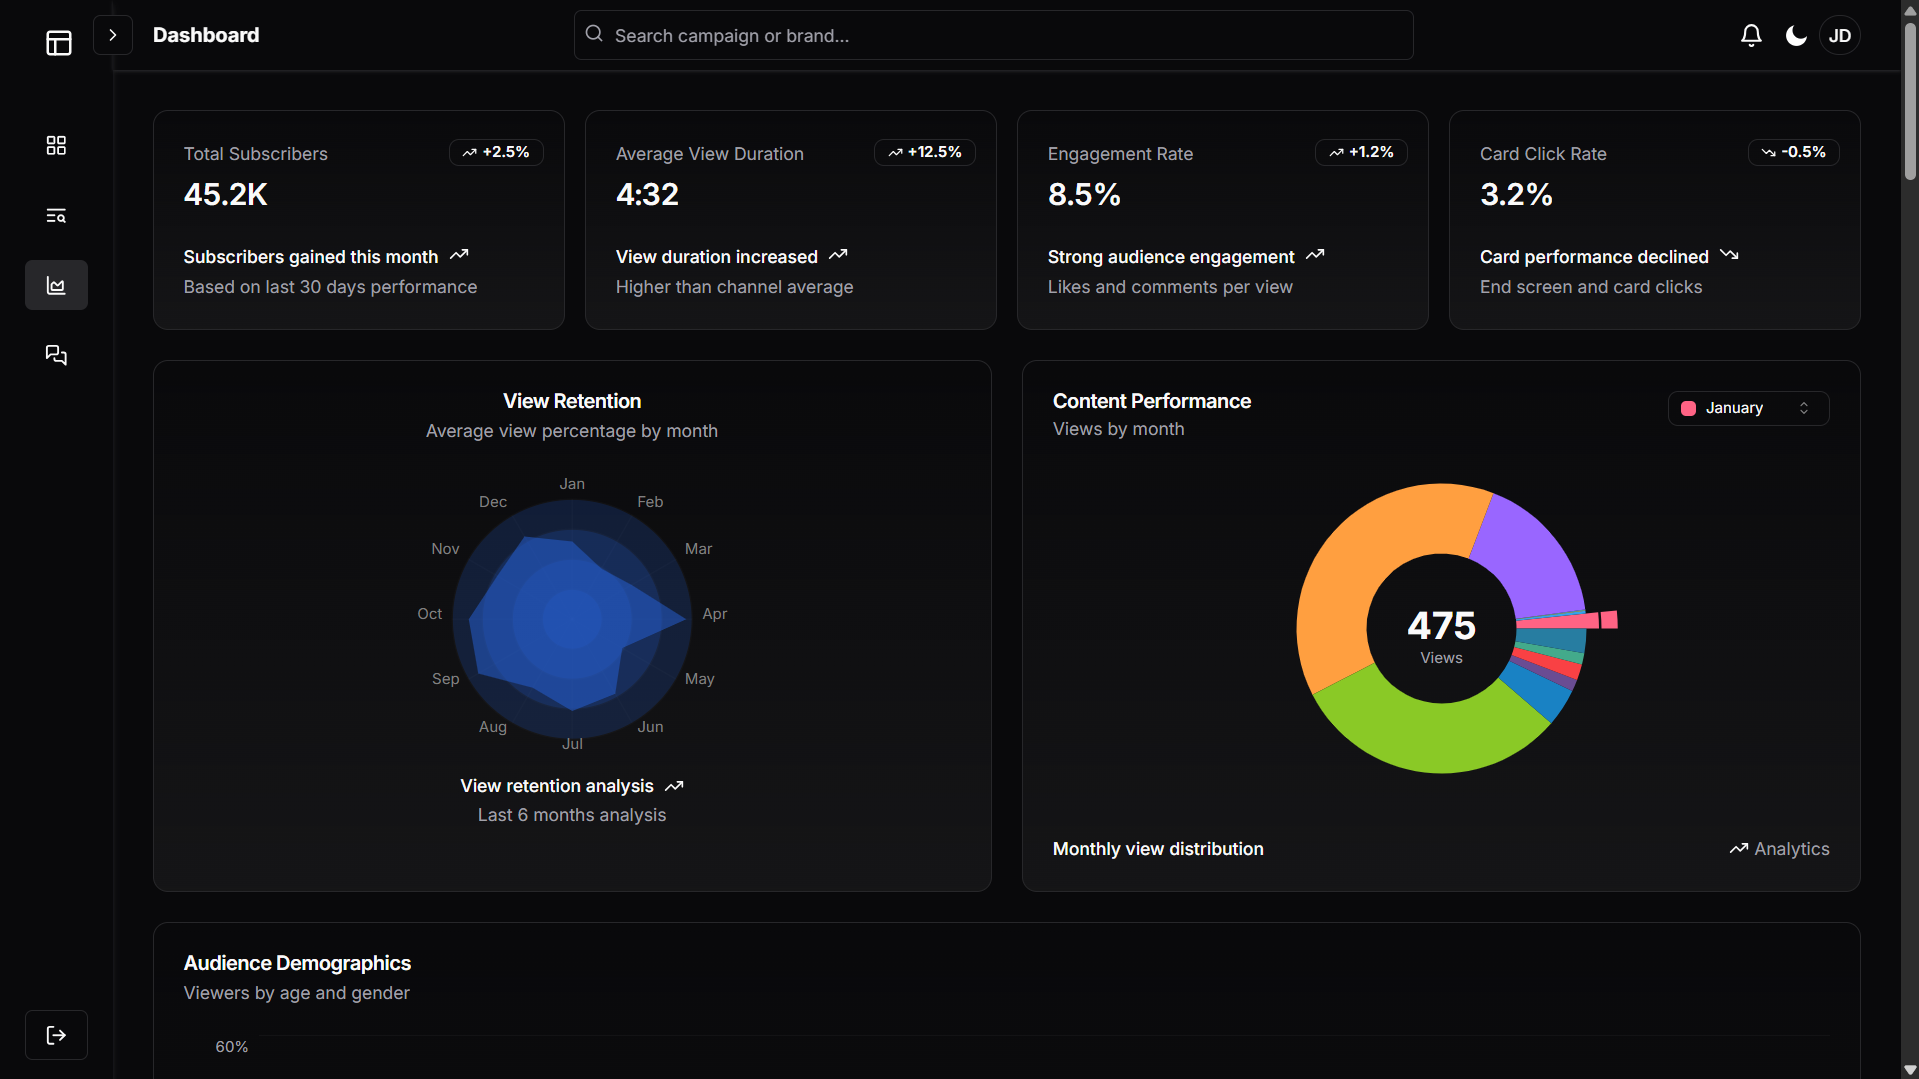 Dashboard
Search campaign or brand...
JD
Total Subscribers
+2.5%
45.2K
Subscribers gained this month
Based on last 30 days performance
Average View Duration
+12.5%
4:32
View duration increased
Higher than channel average
Engagement Rate
+1.2%
8.5%
Strong audience engagement
Likes and comments per view
Card Click Rate
-0.5%
3.2%
Card performance declined
End screen and card clicks
View Retention
Average view percentage by month
Jan
Feb
Mar
Apr
May
Jun
Jul
Aug
Sep
Oct
Nov
Dec
View retention analysis
Last 6 months analysis
Content Performance
Views by month
January
475
Views
Monthly view distribution
Analytics
Audience Demographics
Viewers by age and gender
60%